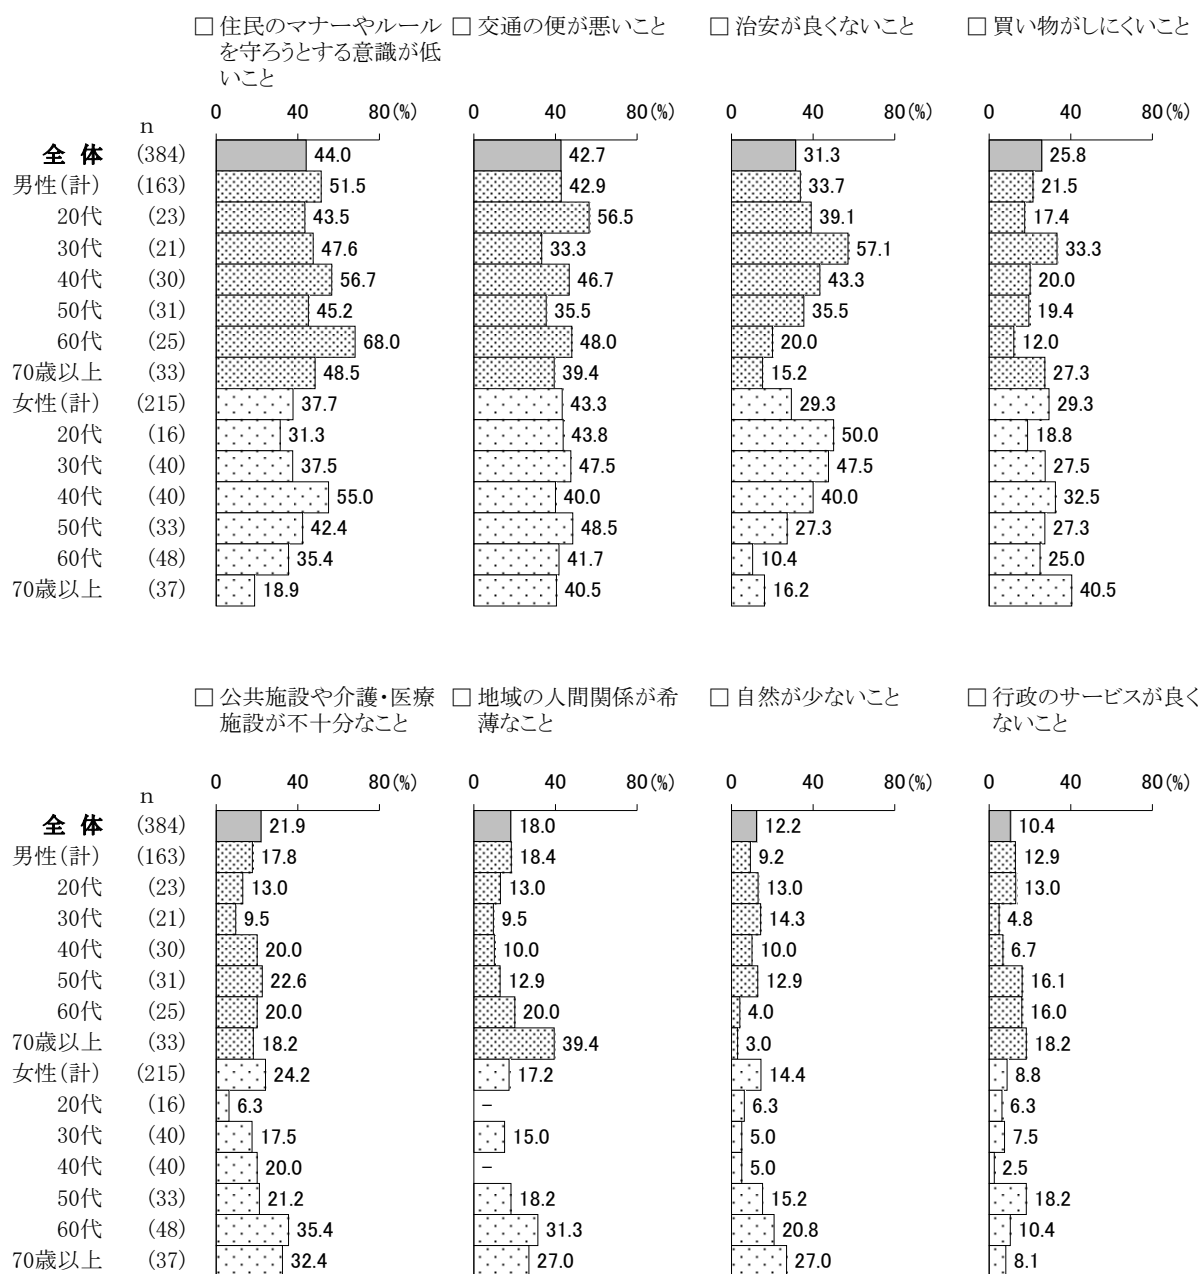 □ 住民のマナーやルール □ 交通の便が悪いこと □ 治安が良くないこと □ 買い物がしにくいこと
を守ろうとする意識が低
いこと
0 40 80(%) 0 40 80(%) 0 40 80(%) 0 40 80(%)
n
全 体 (384) 44.0 42.7 31.3 25.8
男性(計) (163) 51.5 42.9 33.7 21.5
20代 (23) 43.5 56.5 39.1 17.4
30代 (21) 47.6 33.3 57.1 33.3
40代 (30) 56.7 46.7 43.3 20.0
50代 (31) 45.2 35.5 35.5 19.4
60代 (25) 68.0 48.0 20.0 12.0
70歳以上 (33) 48.5 39.4 15.2 27.3
女性(計) (215) 37.7 43.3 29.3 29.3
20代 (16) 31.3 43.8 50.0 18.8
30代 (40) 37.5 47.5 47.5 27.5
40代 (40) 55.0 40.0 40.0 32.5
50代 (33) 42.4 48.5 27.3 27.3
60代 (48) 35.4 41.7 10.4 25.0
70歳以上 (37) 18.9 40.5 16.2 40.5
□ 公共施設や介護・医療 □ 地域の人間関係が希 □ 自然が少ないこと □ 行政のサービスが良く
施設が不十分なこと 薄なこと ないこと
0 40 80(%) 0 40 80(%) 0 40 80(%) 0 40 80(%)
n
全 体 (384) 21.9 18.0 12.2 10.4
男性(計) (163) 17.8 18.4 9.2 12.9
20代 (23) 13.0 13.0 13.0 13.0
30代 (21) 9.5 9.5 14.3 4.8
40代 (30) 20.0 10.0 10.0 6.7
50代 (31) 22.6 12.9 12.9 16.1
60代 (25) 20.0 20.0 4.0 16.0
70歳以上 (33) 18.2 39.4 3.0 18.2
女性(計) (215) 24.2 17.2 14.4 8.8
20代 (16) 6.3 – 6.3 6.3
30代 (40) 17.5 15.0 5.0 7.5
40代 (40) 20.0 – 5.0 2.5
50代 (33) 21.2 18.2 15.2 18.2
60代 (48) 35.4 31.3 20.8 10.4
70歳以上 (37) 32.4 27.0 27.0 8.1